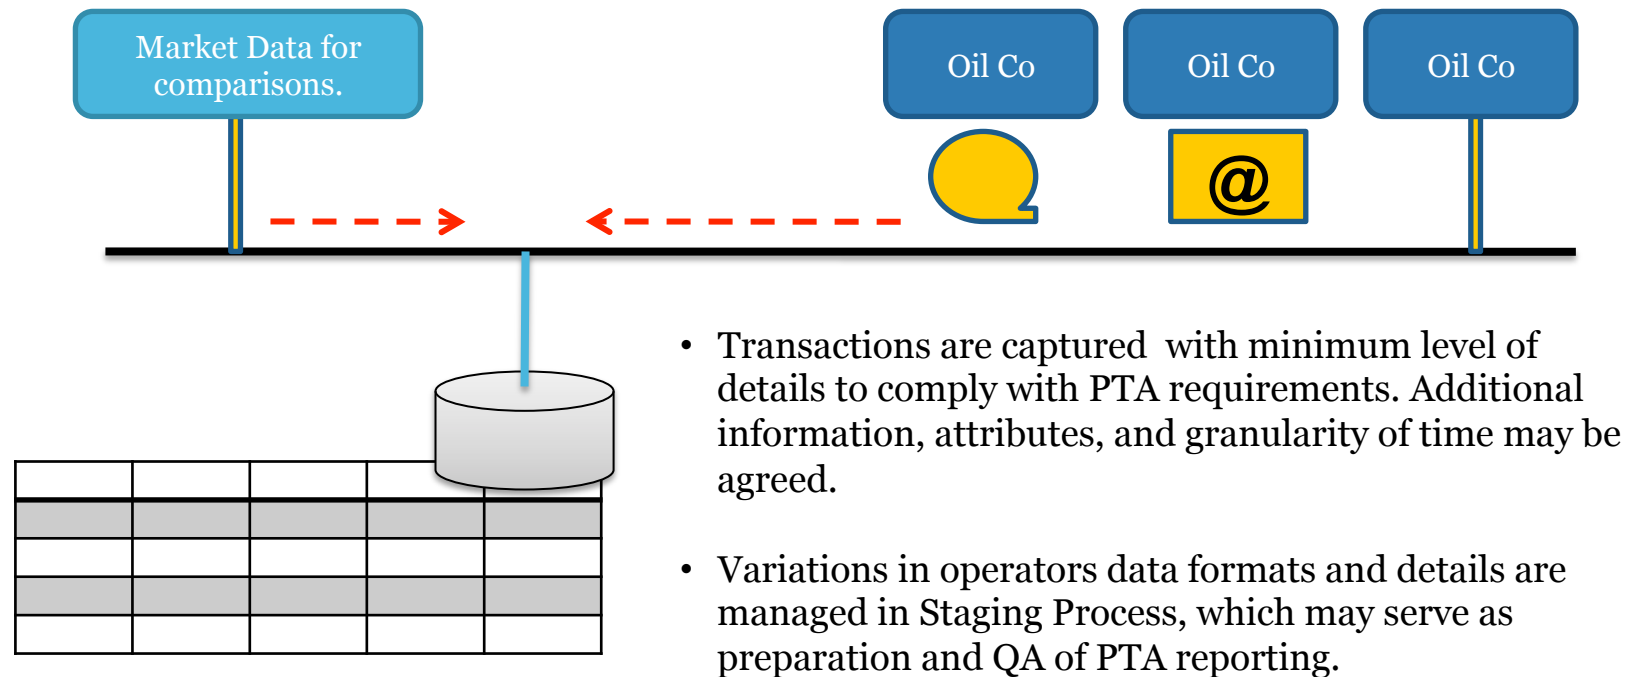 Market Data for
comparisons.
Oil Co
Oil Co
Oil Co
@
• Transactions are captured  with minimum level of
details to comply with PTA requirements. Additional
information, attributes, and granularity of time may be
agreed.
• Variations in operators data formats and details are
managed in Staging Process, which may serve as
preparation and QA of PTA reporting.